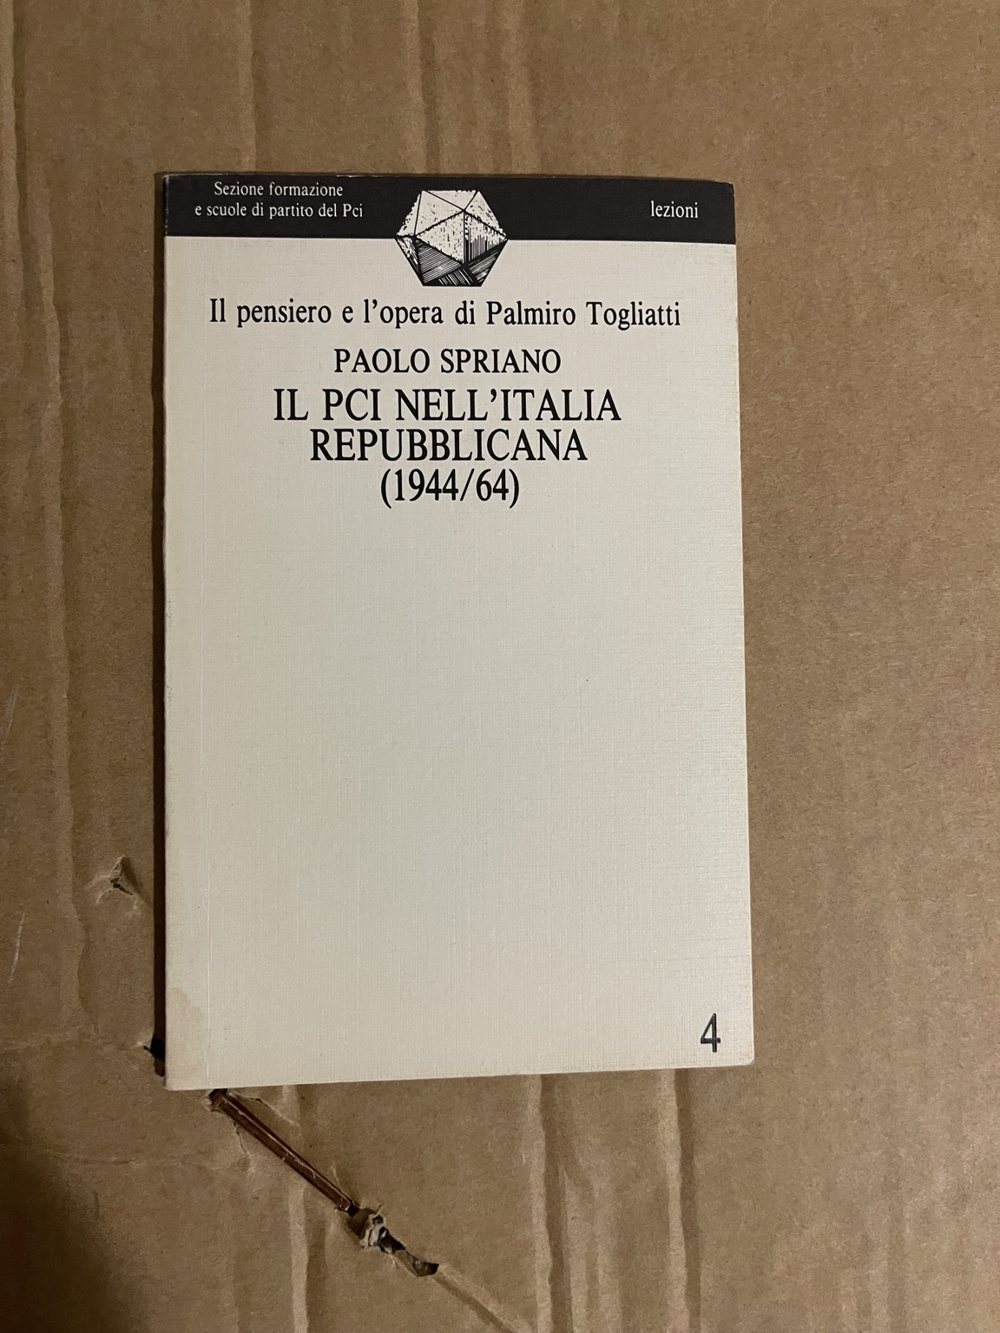 Sezione formazione
e scuole di partito del Pci
lezioni
Il pensiero e l'opera di Palmiro Togliatti
PAOLO SPRIANO
IL PCI NELL'ITALIA
REPUBBLICANA
(1944/64)
4